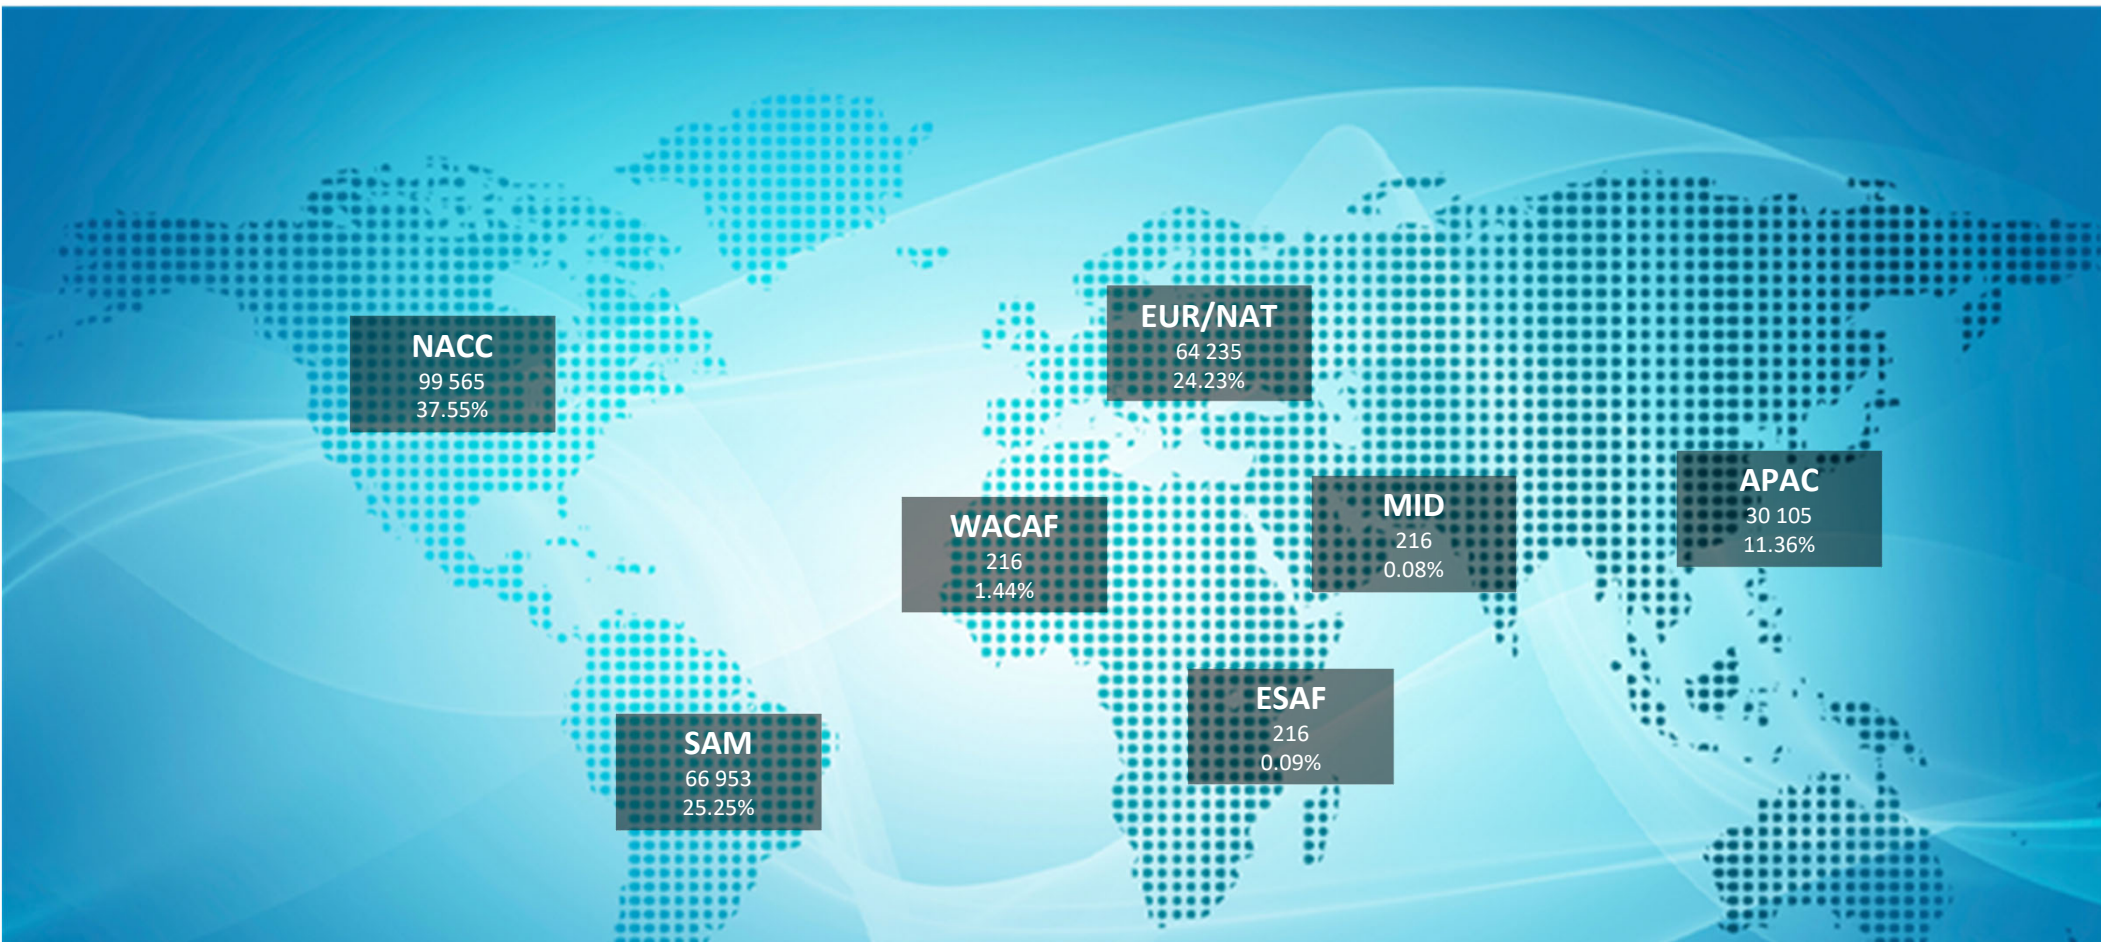 NACC
99 565
37.55%
EUR/NAT
64 235
24.23%
APAC
30 105
11.36%
MID
216
0.08%
WACAF
216
1.44%
ESAF
216
0.09%
SAM
66 953
25.25%